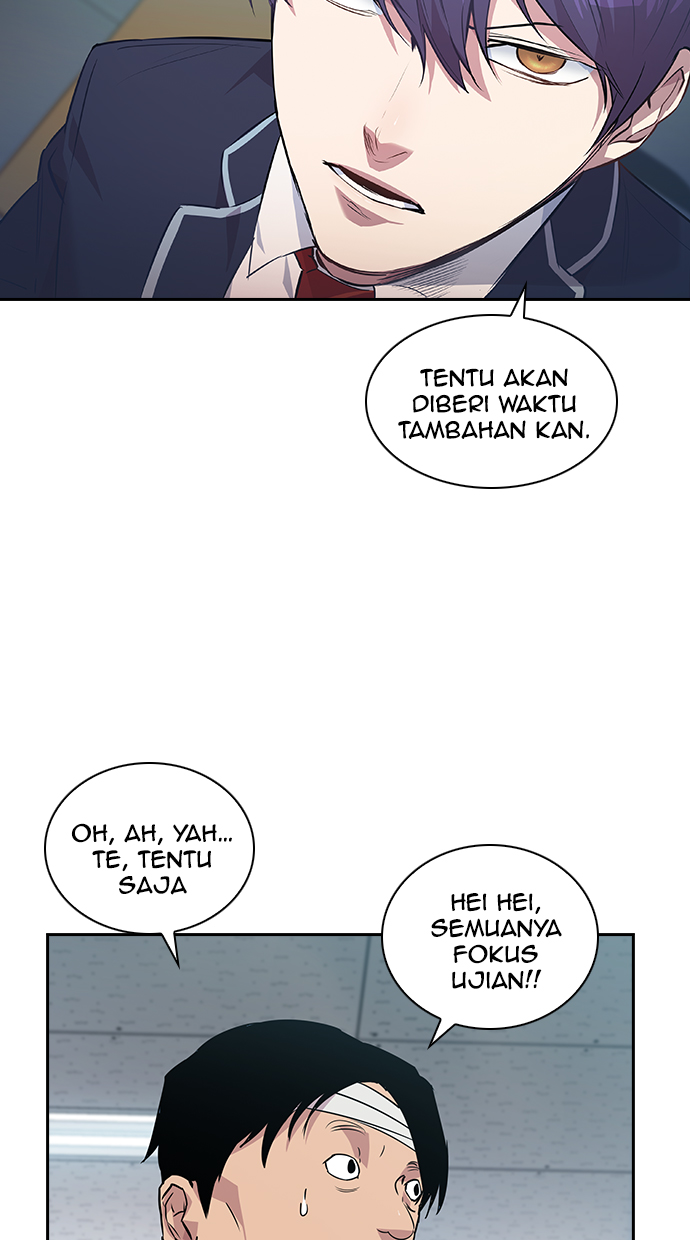 TENTU AKAN
DIBERI WAKTU
TAMBAHAN KAN.
OH, AH, YAH...
TE, TENTU
SAJA
HEI HEI,
SEMUANYA
FOKUS
UJIAN!!